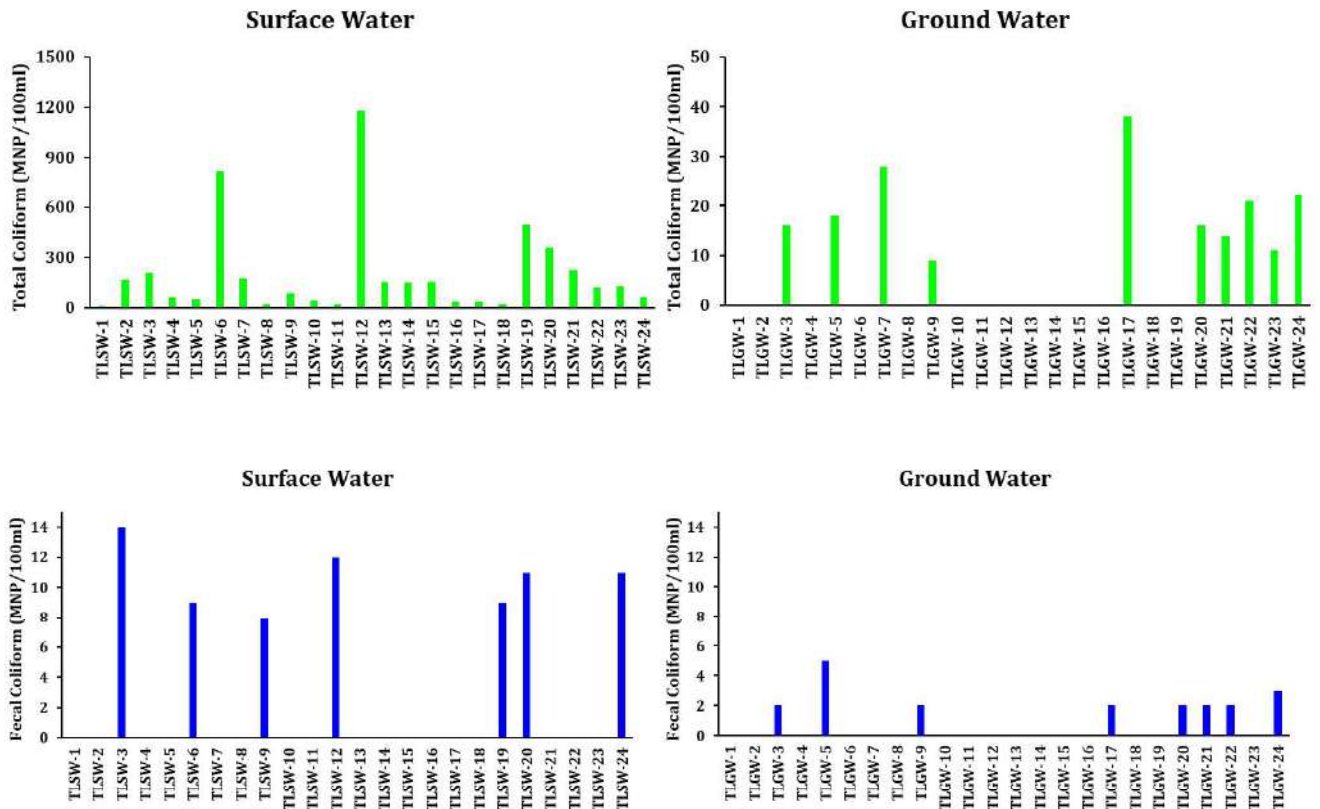 Surface Water
Total Coliform (MNP/100ml)
1500
1200
900
600
300
0
TLSW-1
TLSW-2
TLSW-3
TLSW-4
TLSW-5
TLSW-6
TLSW-7
TLSW-8
TLSW-9
TLSW-10
TLSW-11
TLSW-12
TLSW-13
TLSW-14
TLSW-15
TLSW-16
TLSW-17
TLSW-18
TLSW-19
TLSW-20
TLSW-21
TLSW-22
TLSW-23
TLSW-24
Ground Water
Total Coliform (MNP/100ml)
50
40
30
20
10
0
TLGW-1
TLGW-2
TLGW-3
TLGW-4
TLGW-5
TLGW-6
TLGW-7
TLGW-8
TLGW-9
TLGW-10
TLGW-11
TLGW-12
TLGW-13
TLGW-14
TLGW-15
TLGW-16
TLGW-17
TLGW-18
TLGW-19
TLGW-20
TLGW-21
TLGW-22
TLGW-23
TLGW-24
Surface Water
Fecal Coliform (MNP/100ml)
14
12
10
8
6
4
2
0
TLSW-1
TLSW-2
TLSW-3
TLSW-4
TLSW-5
TLSW-6
TLSW-7
TLSW-8
TLSW-9
TLSW-10
TLSW-11
TLSW-12
TLSW-13
TLSW-14
TLSW-15
TLSW-16
TLSW-17
TLSW-18
TLSW-19
TLSW-20
TLSW-21
TLSW-22
TLSW-23
TLSW-24
Ground Water
Fecal Coliform (MNP/100ml)
14
12
10
8
6
4
2
0
TLGW-1
TLGW-2
TLGW-3
TLGW-4
TLGW-5
TLGW-6
TLGW-7
TLGW-8
TLGW-9
TLGW-10
TLGW-11
TLGW-12
TLGW-13
TLGW-14
TLGW-15
TLGW-16
TLGW-17
TLGW-18
TLGW-19
TLGW-20
TLGW-21
TLGW-22
TLGW-23
TLGW-24